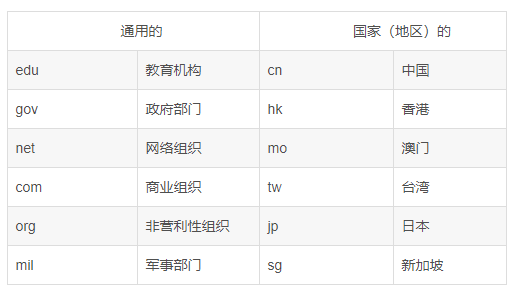 通用的 国家（地区）的
edu 教育机构 cn 中国
gov 政府部门 hk 香港
net 网络组织 mo 澳门
com 商业组织 tw 台湾
org 非营利性组织 jp 日本
mil 军事部门 sg 新加坡